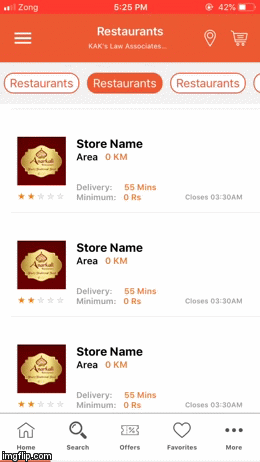 Zong 5:25 PM 42%
Restaurants
KAK's Law Associates...
Restaurants Restaurants Restaurants
Store Name
Area 0 KM
Anarkali
Delivery: 55 Mins
Minimum: 0 Rs Closes 03:30AM
Store Name
Area 0 KM
Anarkali
Delivery: 55 Mins
Minimum: 0 Rs Closes 03:30AM
Store Name
Area 0 KM
Anarkali
Delivery: 55 Mins
Minimum: 0 Rs Closes 03:30AM
Home Search Offers Favorites More
imgflip.com